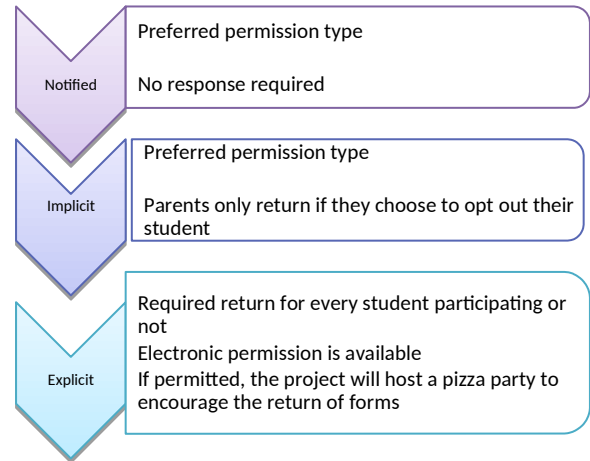 Notified
Preferred permission type
No response required
Implicit
Preferred permission type
Parents only return if they choose to opt out their
student
Explicit
Required return for every student participating or
not
Electronic permission is available
If permitted, the project will host a pizza party to
encourage the return of forms